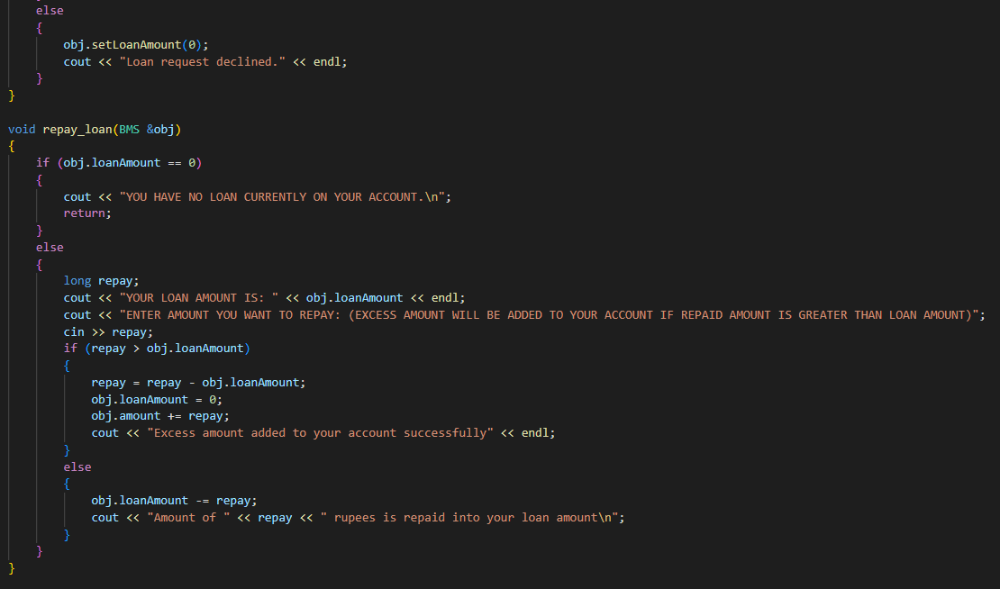 else
    {
        obj.setLoanAmount(0);
        cout << "Loan request declined." << endl;
    }
}

void repay_loan(BMS &obj)
{
    if (obj.loanAmount == 0)
    {
        cout << "YOU HAVE NO LOAN CURRENTLY ON YOUR ACCOUNT.\n";
        return;
    }
    else
    {
        long repay;
        cout << "YOUR LOAN AMOUNT IS: " << obj.loanAmount << endl;
        cout << "ENTER AMOUNT YOU WANT TO REPAY: (EXCESS AMOUNT WILL BE ADDED TO YOUR ACCOUNT IF REPAID AMOUNT IS GREATER THAN LOAN AMOUNT)";
        cin >> repay;
        if (repay > obj.loanAmount)
        {
            repay = repay - obj.loanAmount;
            obj.loanAmount = 0;
            obj.amount += repay;
            cout << "Excess amount added to your account successfully" << endl;
        }
        else
        {
            obj.loanAmount -= repay;
            cout << "Amount of " << repay << " rupees is repaid into your loan amount\n";
        }
    }
}